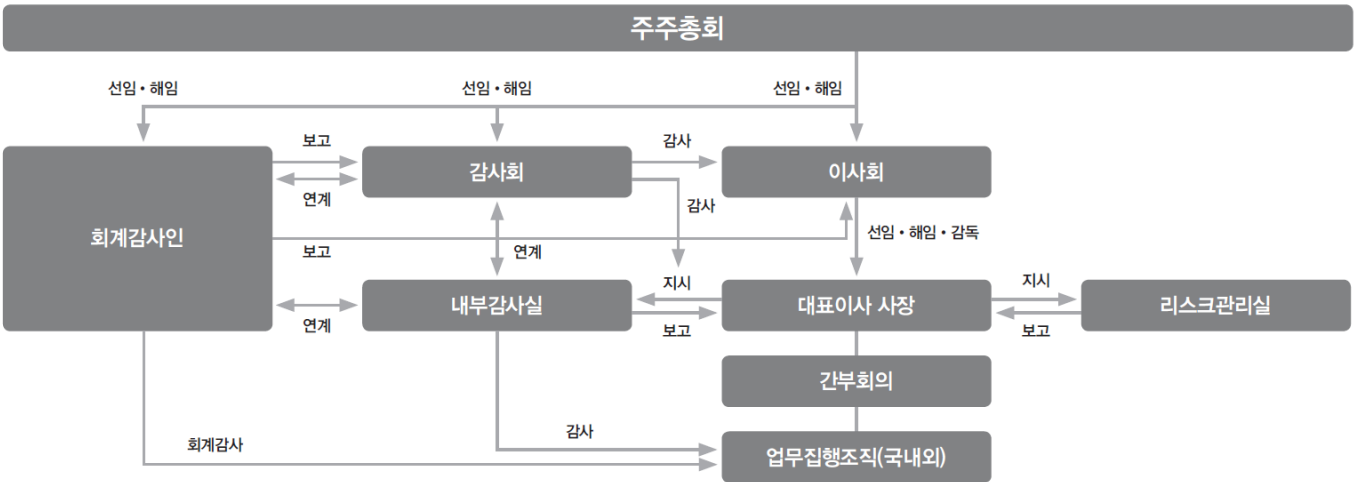 주주총회
선임 • 해임
선임 • 해임
선임 • 해임
보고
감사
감사회
이사회
연계
감사
회계감사인
선임 • 해임 • 감독
보고
연계
지시
지시
내부감사실
대표이사 사장
리스크관리실
연계
보고
보고
간부회의
회계감사
감사
업무집행조직(국내외)